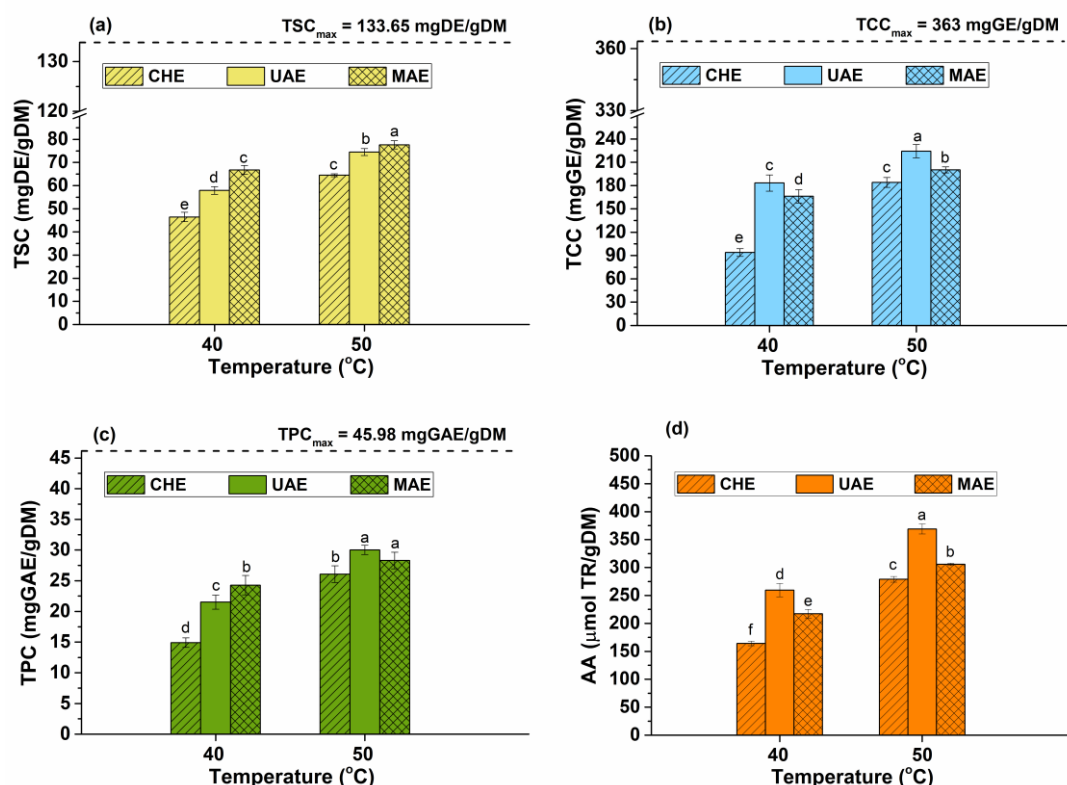 (a)
TSCmax = 133.65 mgDE/gDM
CHE UAE MAE
TSC (mgDE/gDM)
130
120
80
70
60
50
40
30
20
10
0
e
d
c
c
b
a
40 50
Temperature (oC)
(b)
TCCmax = 363 mgGE/gDM
CHE UAE MAE
TCC (mgGE/gDM)
360
330
240
210
180
150
120
90
60
30
0
e
c
d
c
a
b
40 50
Temperature (oC)
(c)
TPCmax = 45.98 mgGAE/gDM
CHE UAE MAE
TPC (mgGAE/gDM)
45
40
35
30
25
20
15
10
5
0
d
c
b
b
a
a
40 50
Temperature (oC)
(d)
CHE UAE MAE
AA (μmol TR/gDM)
500
450
400
350
300
250
200
150
100
50
0
f
d
e
c
a
b
40 50
Temperature (oC)